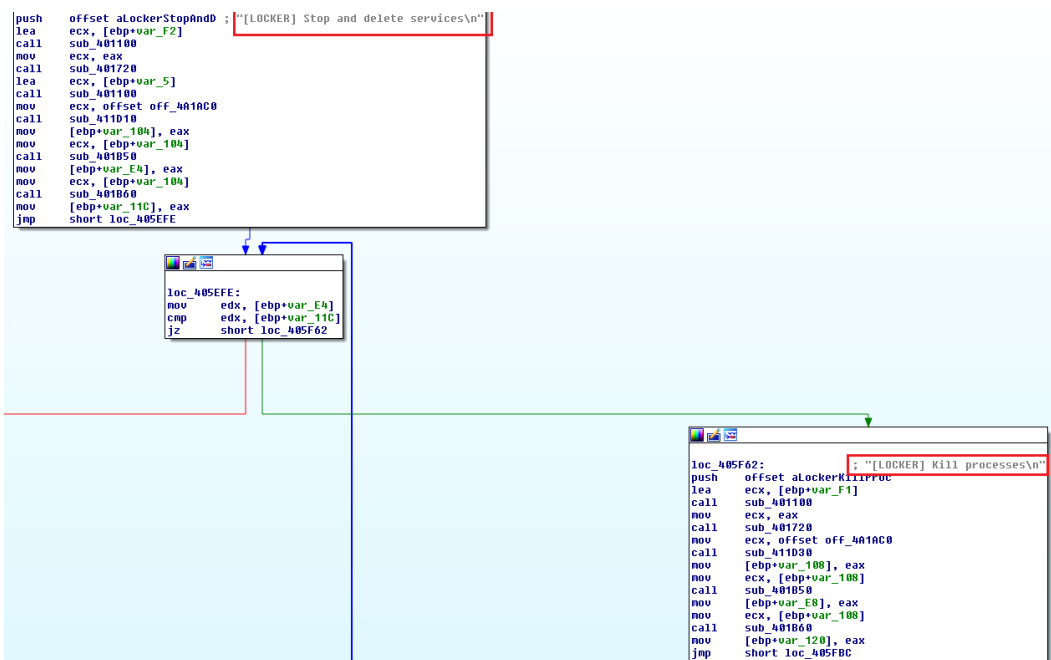 push offset aLockerStopAndD ; "[LOCKER] Stop and delete services\n"
lea ecx, [ebp+var_F2]
call sub_401100
mov ecx, eax
call sub_401720
lea ecx, [ebp+var_5]
call sub_401100
mov ecx, offset off_4A1AC0
call sub_411D10
mov [ebp+var_104], eax
mov ecx, [ebp+var_104]
call sub_401B50
mov [ebp+var_E4], eax
mov ecx, [ebp+var_104]
call sub_401B60
mov [ebp+var_11C], eax
jmp short loc_405EFE
loc_405EFE:
mov edx, [ebp+var_E4]
cmp edx, [ebp+var_11C]
jz short loc_405F62
loc_405F62: ; "[LOCKER] Kill processes\n"
push offset aLockerKillProc
lea ecx, [ebp+var_F1]
call sub_401100
mov ecx, eax
call sub_401720
mov ecx, offset off_4A1AC0
call sub_411D30
mov [ebp+var_108], eax
mov ecx, [ebp+var_108]
call sub_401B50
mov [ebp+var_E8], eax
mov ecx, [ebp+var_108]
call sub_401B60
mov [ebp+var_120], eax
jmp short loc_405FBC